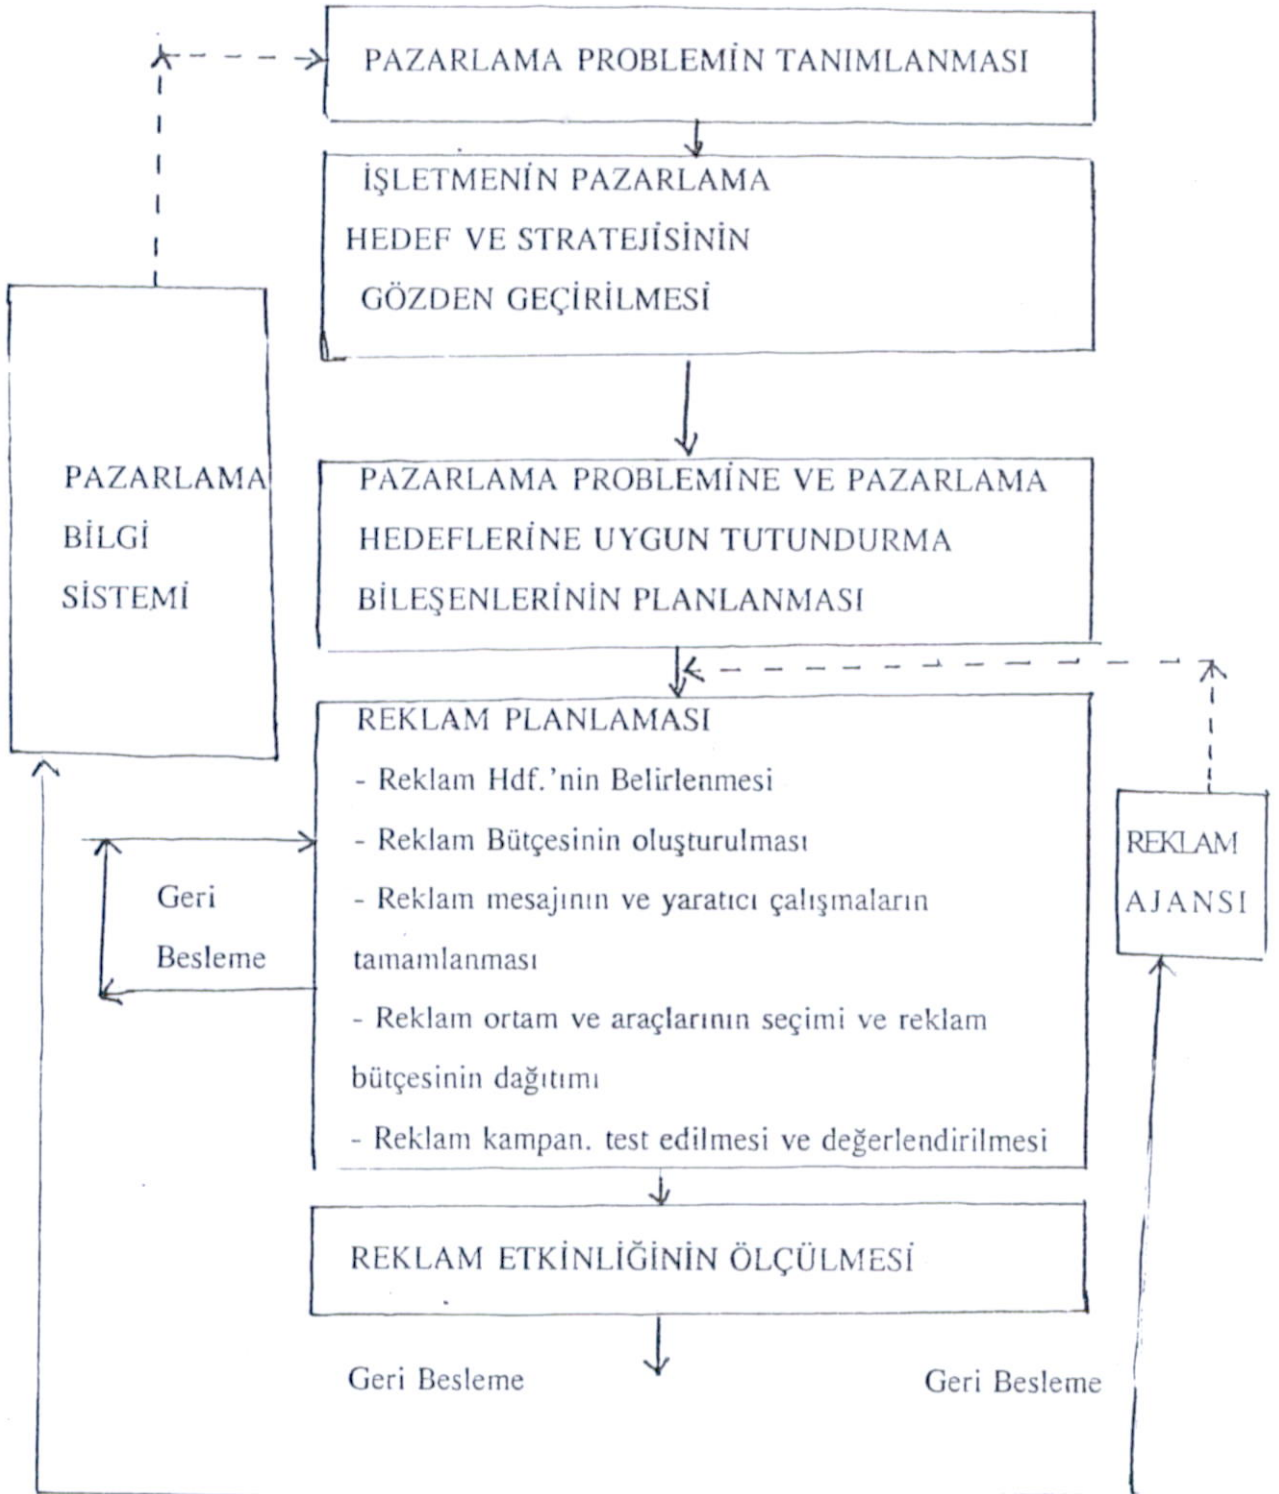 PAZARLAMA PROBLEMİN TANIMLANMASI
İŞLETMENİN PAZARLAMA
HEDEF VE STRATEJİSİNİN
GÖZDEN GEÇİRİLMESİ
PAZARLAMA
BİLGİ
SİSTEMİ
PAZARLAMA PROBLEMİNE VE PAZARLAMA
HEDEFLERİNE UYGUN TUTUNDURMA
BİLEŞENLERİNİN PLANLANMASI
REKLAM PLANLAMASI
- Reklam Hdf.'nin Belirlenmesi
- Reklam Bütçesinin oluşturulması
- Reklam mesajının ve yaratıcı çalışmaların
tamamlanması
- Reklam ortam ve araçlarının seçimi ve reklam
bütçesinin dağıtımı
- Reklam kampan. test edilmesi ve değerlendirilmesi
Geri
Besleme
REKLAM
AJANSI
REKLAM ETKİNLİĞİNİN ÖLÇÜLMESİ
Geri Besleme
Geri Besleme